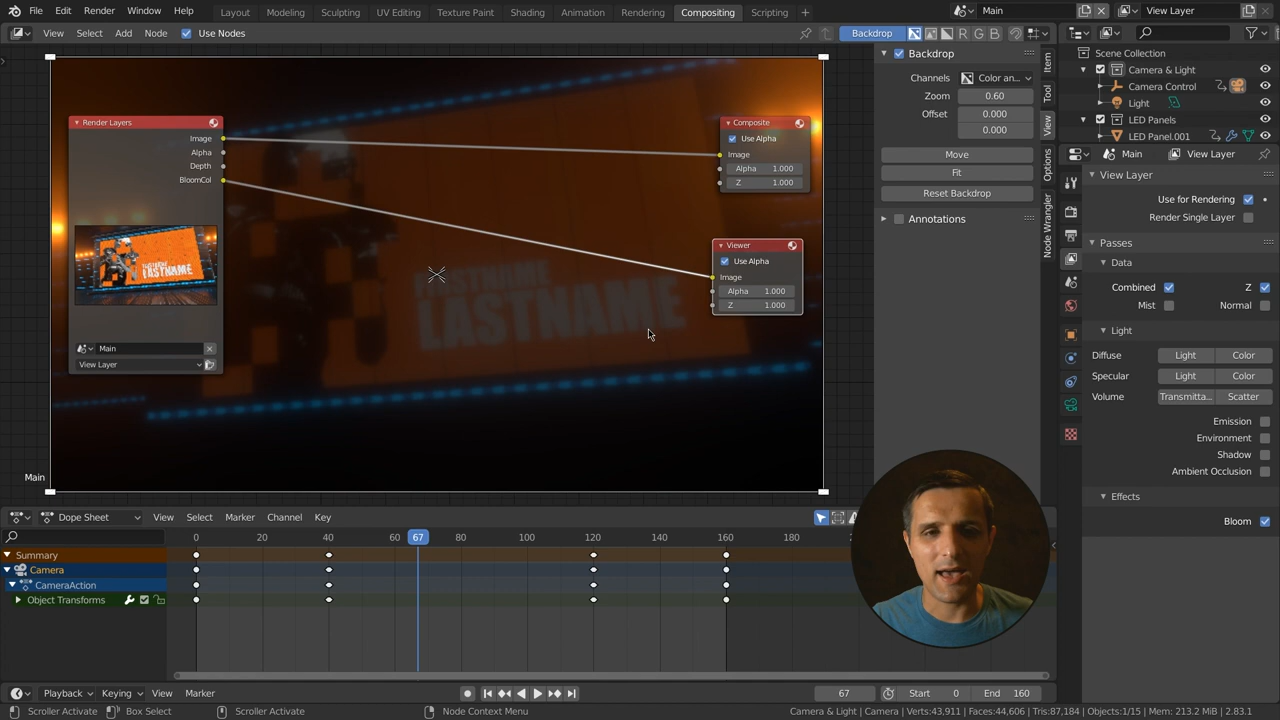 File Edit Render Window Help
Layout Modeling Sculpting UV Editing Texture Paint Shading Animation Rendering Compositing Scripting +
Main
View Layer
View Select Add Node Use Nodes
Backdrop
R G B
Render Layers
Image
Alpha
Depth
BloomCol
FIRSTNAME
LASTNAME
Main
View Layer
FIRSTNAME
LASTNAME
Composite
Use Alpha
Image
Alpha 1.000
Z 1.000
Viewer
Use Alpha
Image
Alpha 1.000
Z 1.000
Main
Backdrop
Channels Color an...
Zoom 0.60
Offset 0.000
0.000
Move
Fit
Reset Backdrop
Annotations
Item
Tool
View
Options
Node Wrangler
Scene Collection
Camera & Light
Camera Control
Light
LED Panels
LED Panel.001
Main View Layer
View Layer
Use for Rendering
Render Single Layer
Passes
Data
Combined Z
Mist Normal
Light
Diffuse Light Color
Specular Light Color
Volume Transmitta... Scatter
Emission
Environment
Shadow
Ambient Occlusion
Effects
Bloom
Dope Sheet View Select Marker Channel Key
0 20 40 60 67 80 100 120 140 160 180
Summary
Camera
CameraAction
Object Transforms
Playback Keying View Marker
67 Start 0 End 160
Scroller Activate Box Select Scroller Activate Node Context Menu
Camera & Light | Camera | Verts:43,911 | Faces:44,606 | Tris:87,184 | Objects:1/15 | Mem: 213.2 MiB | 2.83.1